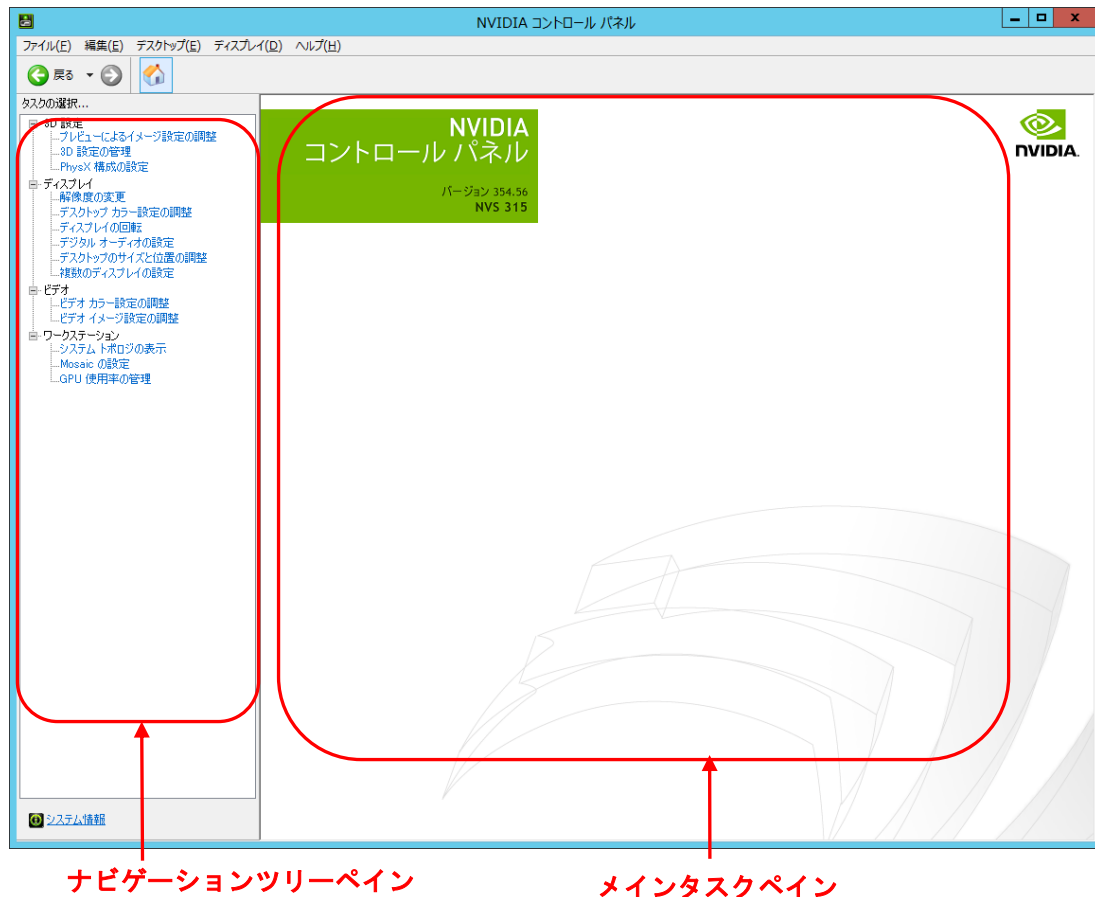 NVIDIA コントロール パネル
ファイル(F) 編集(E) デスクトップ(E) ディスプレイ(D) ヘルプ(H)
戻る
タスクの選択...
3D 設定
プレビューによるイメージ設定の調整
3D 設定の管理
PhysX 構成の設定
ディスプレイ
解像度の変更
デスクトップ カラー設定の調整
ディスプレイの回転
デジタル オーディオの設定
デスクトップのサイズと位置の調整
複数のディスプレイの設定
ビデオ
ビデオ カラー設定の調整
ビデオ イメージ設定の調整
ワークステーション
システム トポロジの表示
Mosaic の設定
GPU 使用率の管理
システム情報
NVIDIA
コントロール パネル
バージョン 354.56
NVS 315
NVIDIA.
ナビゲーションツリーペイン
メインタスクペイン